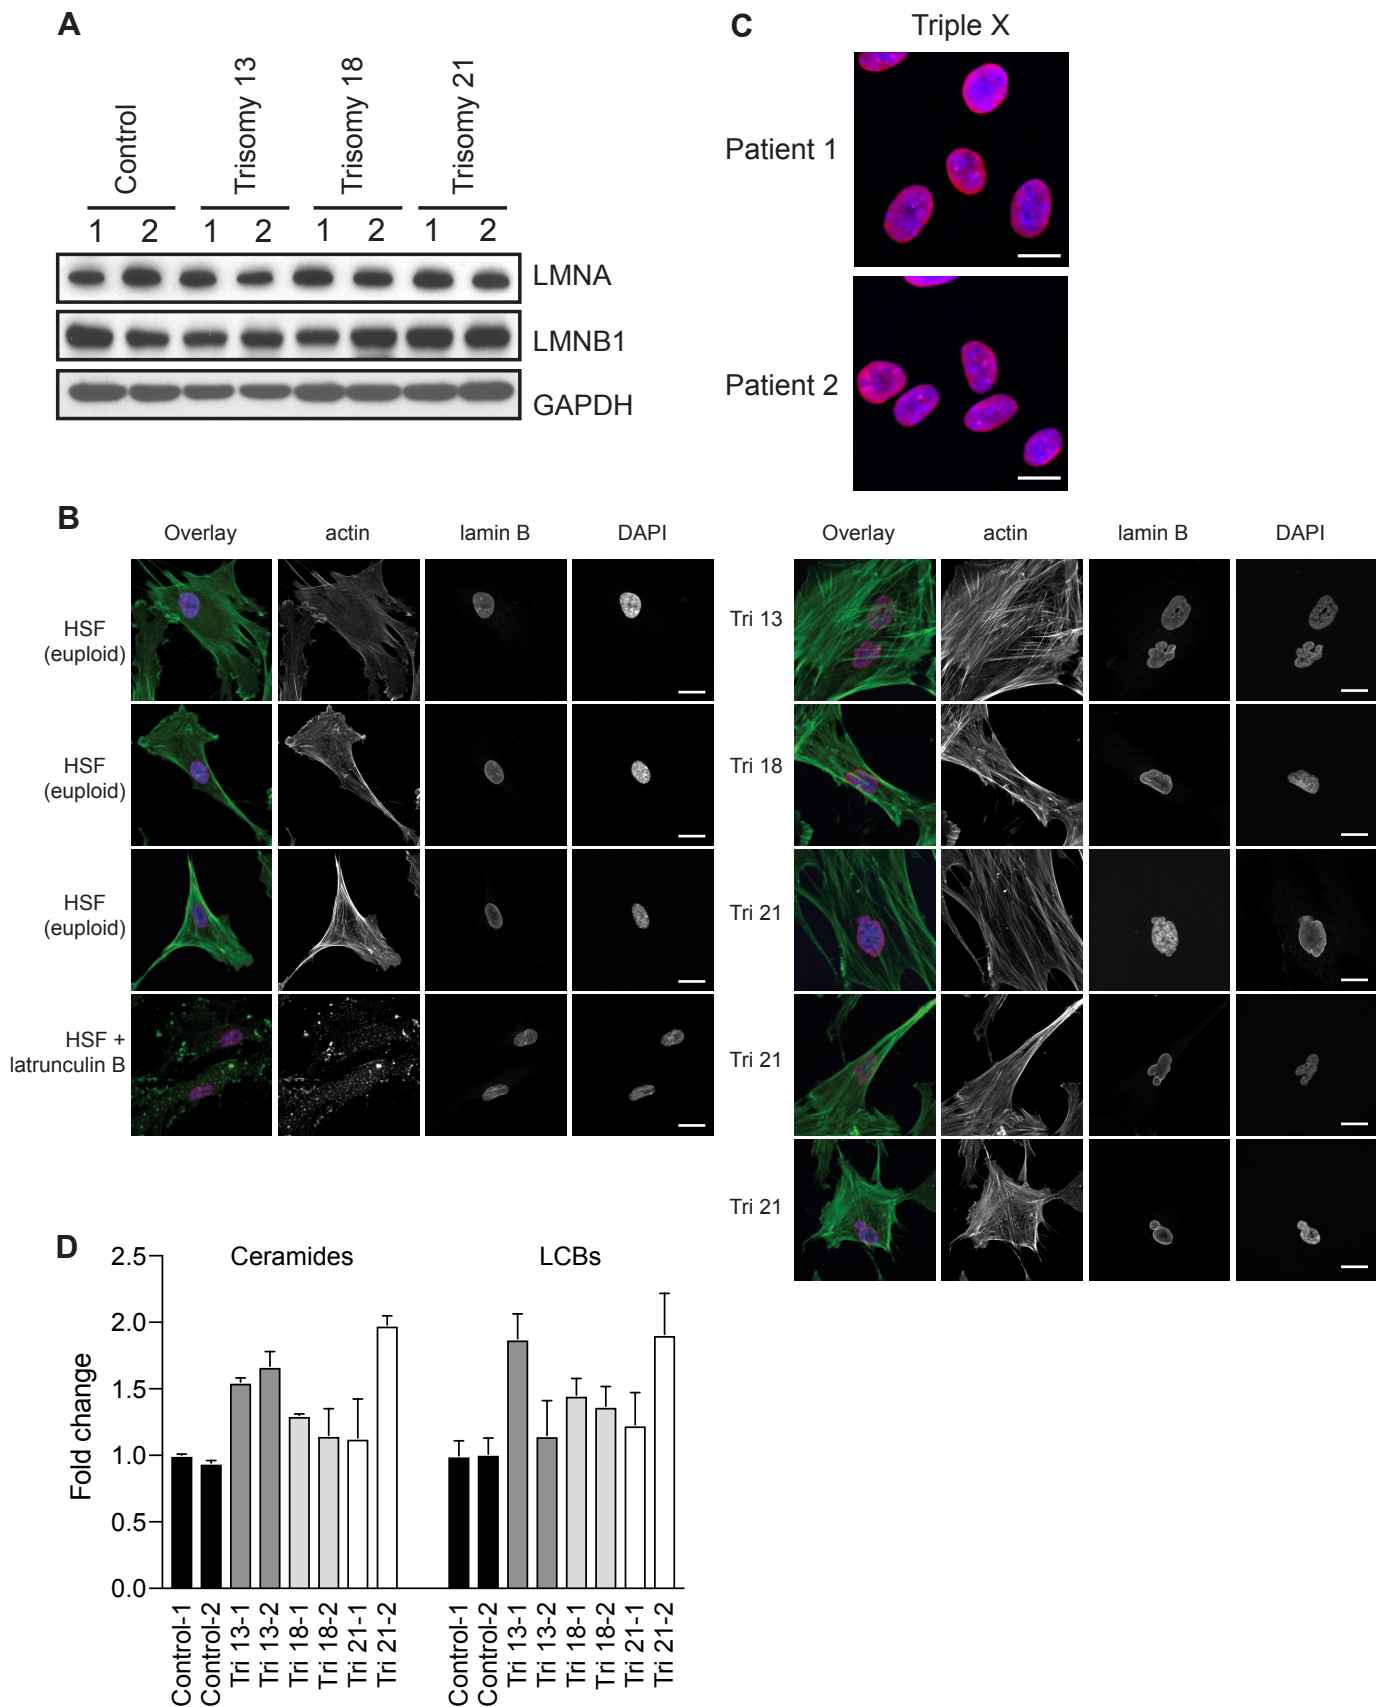 A
Control
Trisomy 13
Trisomy 18
Trisomy 21
1 2 1 2 1 2 1 2
LMNA
LMNB1
GAPDH
C
Triple X
Patient 1
Patient 2
B
Overlay actin lamin B DAPI
HSF
(euploid)
HSF
(euploid)
HSF
(euploid)
HSF +
latrunculin B
Overlay actin lamin B DAPI
Tri 13
Tri 18
Tri 21
Tri 21
Tri 21
D
Ceramides LCBs
Fold change
2.5
2.0
1.5
1.0
0.5
0.0
Control-1
Control-2
Tri 13-1
Tri 13-2
Tri 18-1
Tri 18-2
Tri 21-1
Tri 21-2
Control-1
Control-2
Tri 13-1
Tri 13-2
Tri 18-1
Tri 18-2
Tri 21-1
Tri 21-2